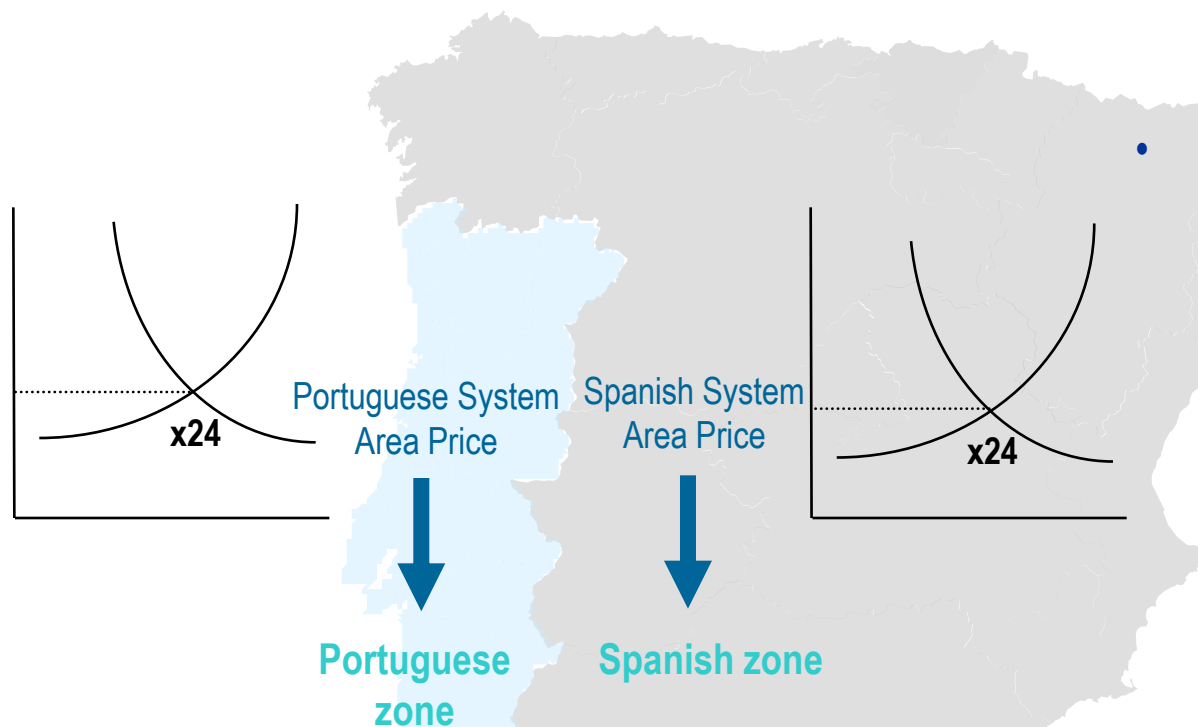 x24
Portuguese System
Area Price
Portuguese
zone
Spanish System
Area Price
Spanish zone
x24